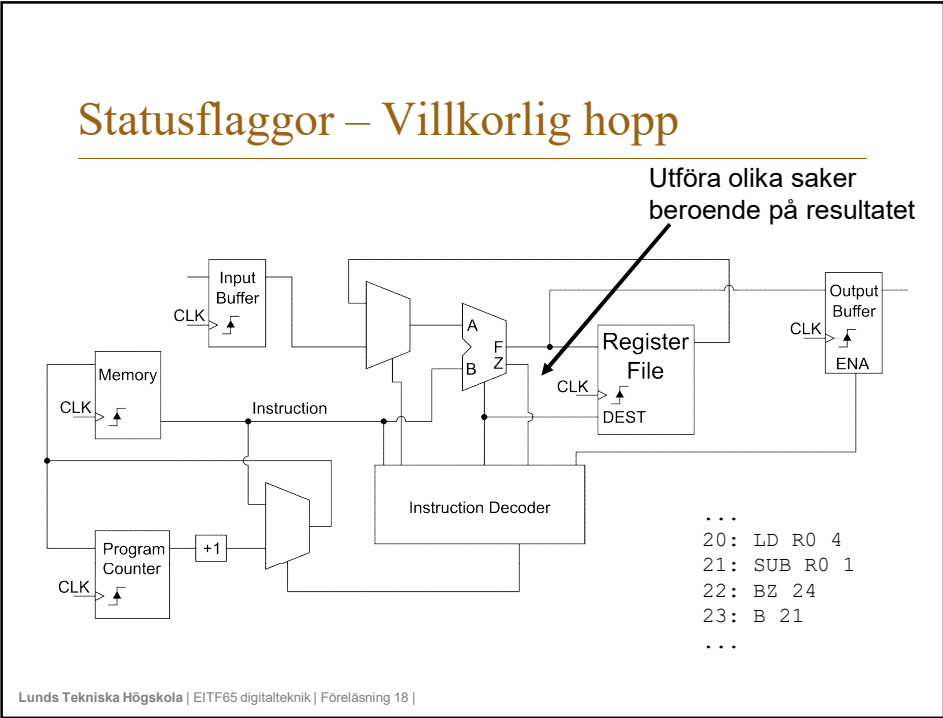 Statusflaggor – Villkorlig hopp
Utföra olika saker
beroende på resultatet
Input
Buffer
CLK
A
B
F
Z
Register
File
CLK
DEST
Output
Buffer
CLK
ENA
Memory
CLK
Instruction
Instruction Decoder
Program
Counter
CLK
+1
...
20: LD R0 4
21: SUB R0 1
22: BZ 24
23: B 21
...
Lunds Tekniska Högskola | EITF65 digitalteknik | Föreläsning 18 |